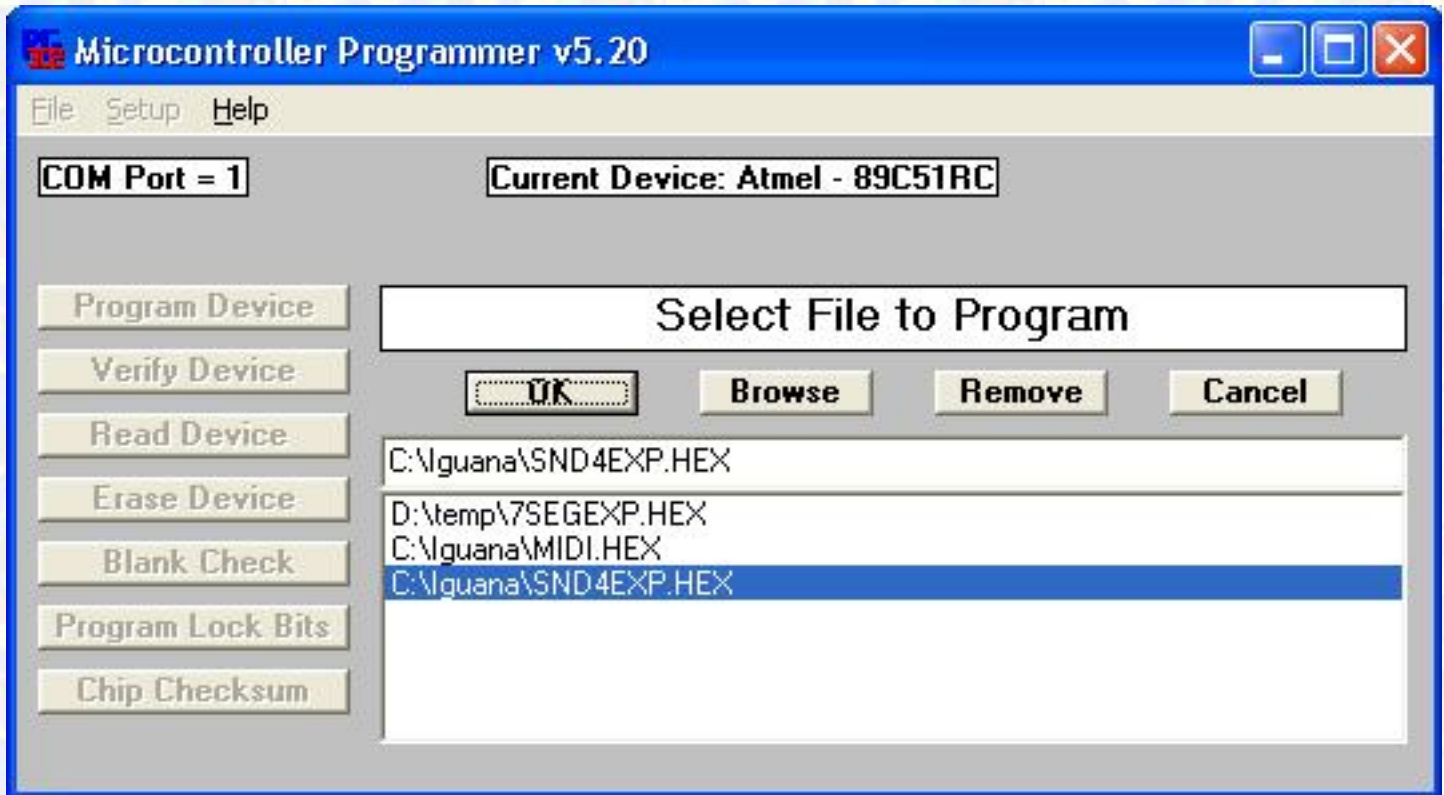 Microcontroller Programmer v5.20
File Setup Help
COM Port = 1
Current Device: Atmel - 89C51RC
Program Device
Verify Device
Read Device
Erase Device
Blank Check
Program Lock Bits
Chip Checksum
Select File to Program
OK Browse Remove Cancel
C:\Iguana\SND4EXP.HEX
D:\temp\7SEGEXP.HEX
C:\Iguana\MIDI.HEX
C:\Iguana\SND4EXP.HEX